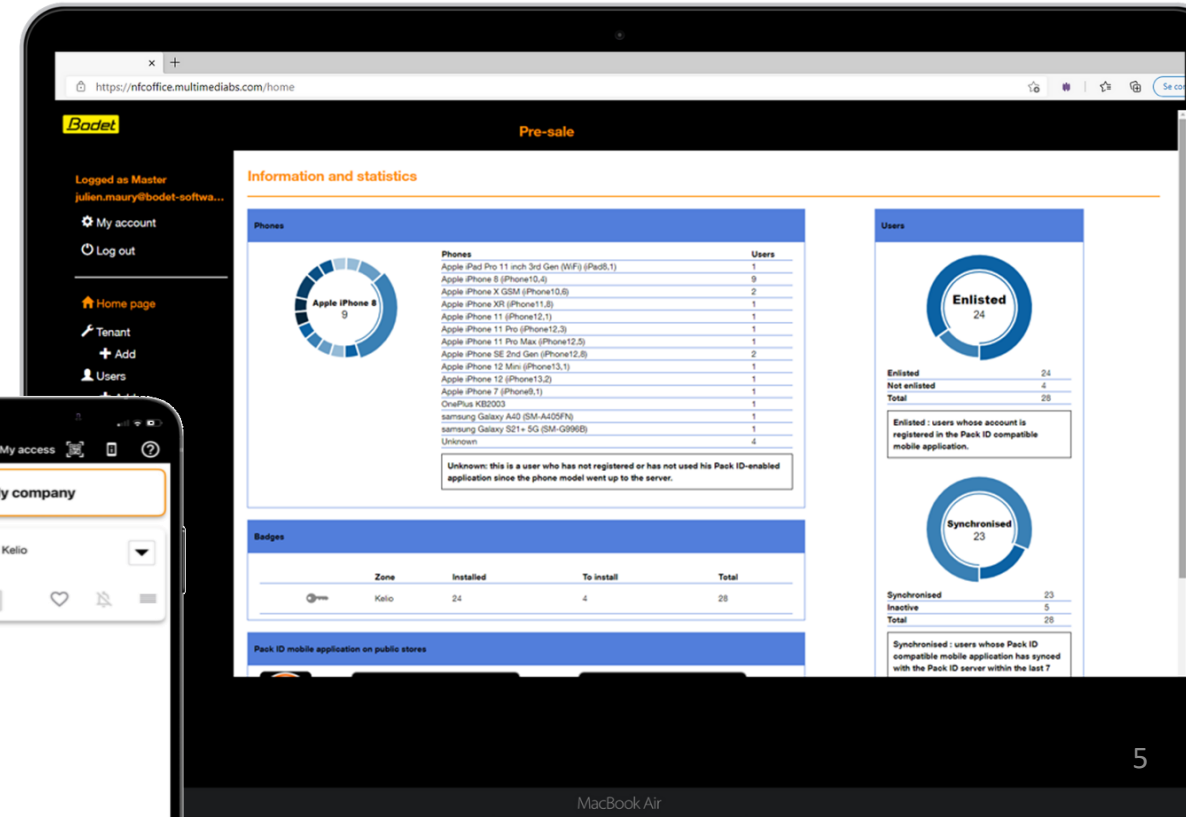 https://nfcoffice.multimediabs.com/home
Se con
Bodet
Pre-sale
Logged as Master
julien.maury@bodet-softwa...
My account
Log out
Home page
Tenant
Add
Users
Information and statistics
Phones
Apple iPhone 8
9
Phones Users
Apple iPad Pro 11 inch 3rd Gen (WiFi) (iPad8,1) 1
Apple iPhone 8 (iPhone10,4) 9
Apple iPhone X GSM (iPhone10,6) 2
Apple iPhone XR (iPhone11,8) 1
Apple iPhone 11 (iPhone12,1) 1
Apple iPhone 11 Pro (iPhone12,3) 1
Apple iPhone 11 Pro Max (iPhone12,5) 1
Apple iPhone SE 2nd Gen (iPhone12,8) 2
Apple iPhone 12 Mini (iPhone13,1) 1
Apple iPhone 12 (iPhone13,2) 1
Apple iPhone 7 (iPhone9,1) 1
OnePlus KB2003 1
samsung Galaxy A40 (SM-A405FN) 1
samsung Galaxy S21+ 5G (SM-G996B) 1
Unknown 4
Unknown: this is a user who has not registered or has not used his Pack ID-enabled
application since the phone model went up to the server.
Badges
Zone Installed To install Total
Kelio 24 4 28
Pack ID mobile application on public stores
Users
Enlisted
24
Enlisted 24
Not enlisted 4
Total 28
Enlisted : users whose account is
registered in the Pack ID compatible
mobile application.
Synchronised
23
Synchronised 23
Inactive 5
Total 28
Synchronised : users whose Pack ID
compatible mobile application has synced
with the Pack ID server within the last 7
My access
y company
Kelio
5
MacBook Air